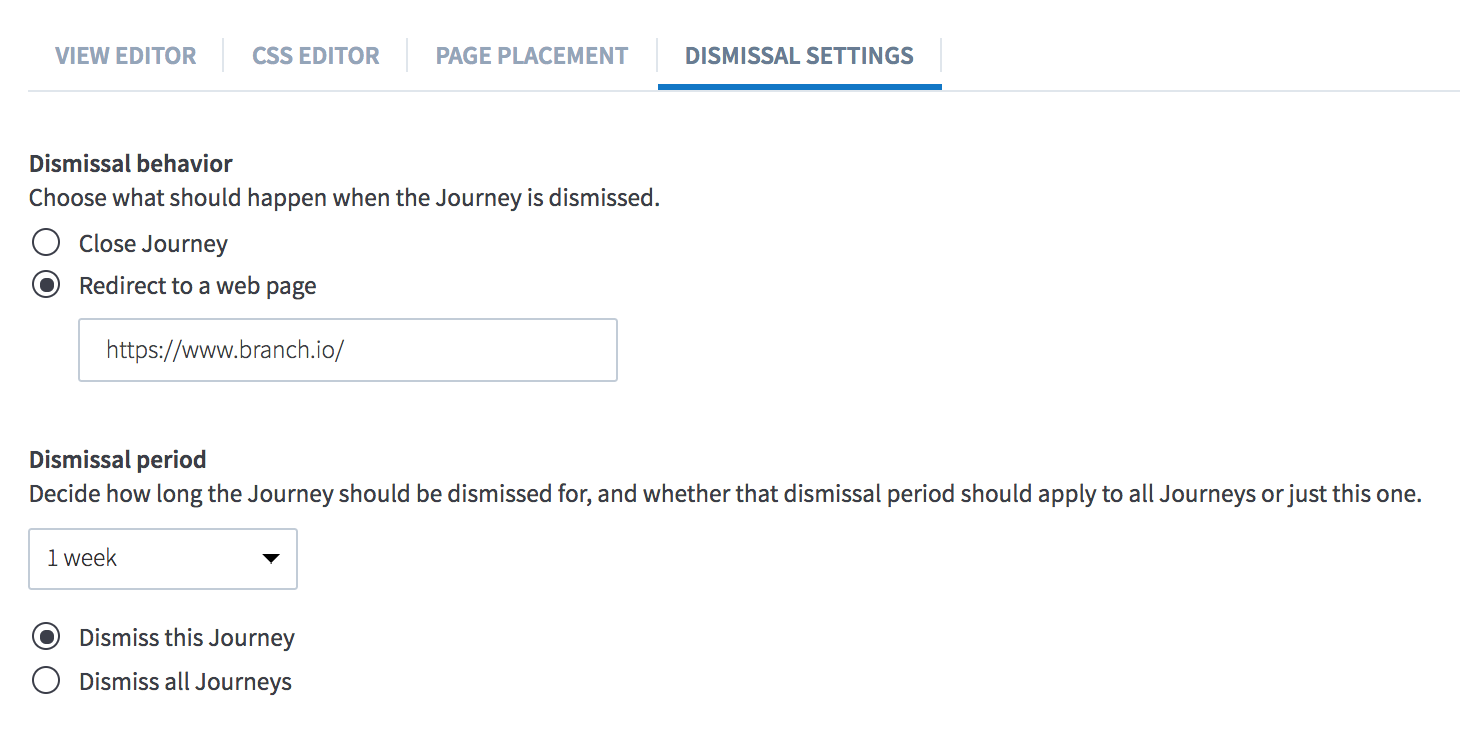 VIEW EDITOR CSS EDITOR PAGE PLACEMENT DISMISSAL SETTINGS
Dismissal behavior
Choose what should happen when the Journey is dismissed.
Close Journey
Redirect to a web page
https://www.branch.io/
Dismissal period
Decide how long the Journey should be dismissed for, and whether that dismissal period should apply to all Journeys or just this one.
1 week
Dismiss this Journey
Dismiss all Journeys